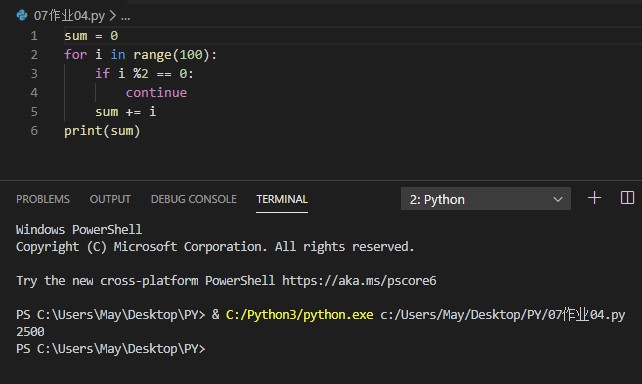 07作业04.py > ...
1 sum = 0
2 for i in range(100):
3     if i %2 == 0:
4         continue
5     sum += i
6 print(sum)
PROBLEMS OUTPUT DEBUG CONSOLE TERMINAL 2: Python
Windows PowerShell
Copyright (C) Microsoft Corporation. All rights reserved.
Try the new cross-platform PowerShell https://aka.ms/pscore6
PS C:\Users\May\Desktop\PY> & C:/Python3/python.exe c:/Users/May/Desktop/PY/07作业04.py
2500
PS C:\Users\May\Desktop\PY>